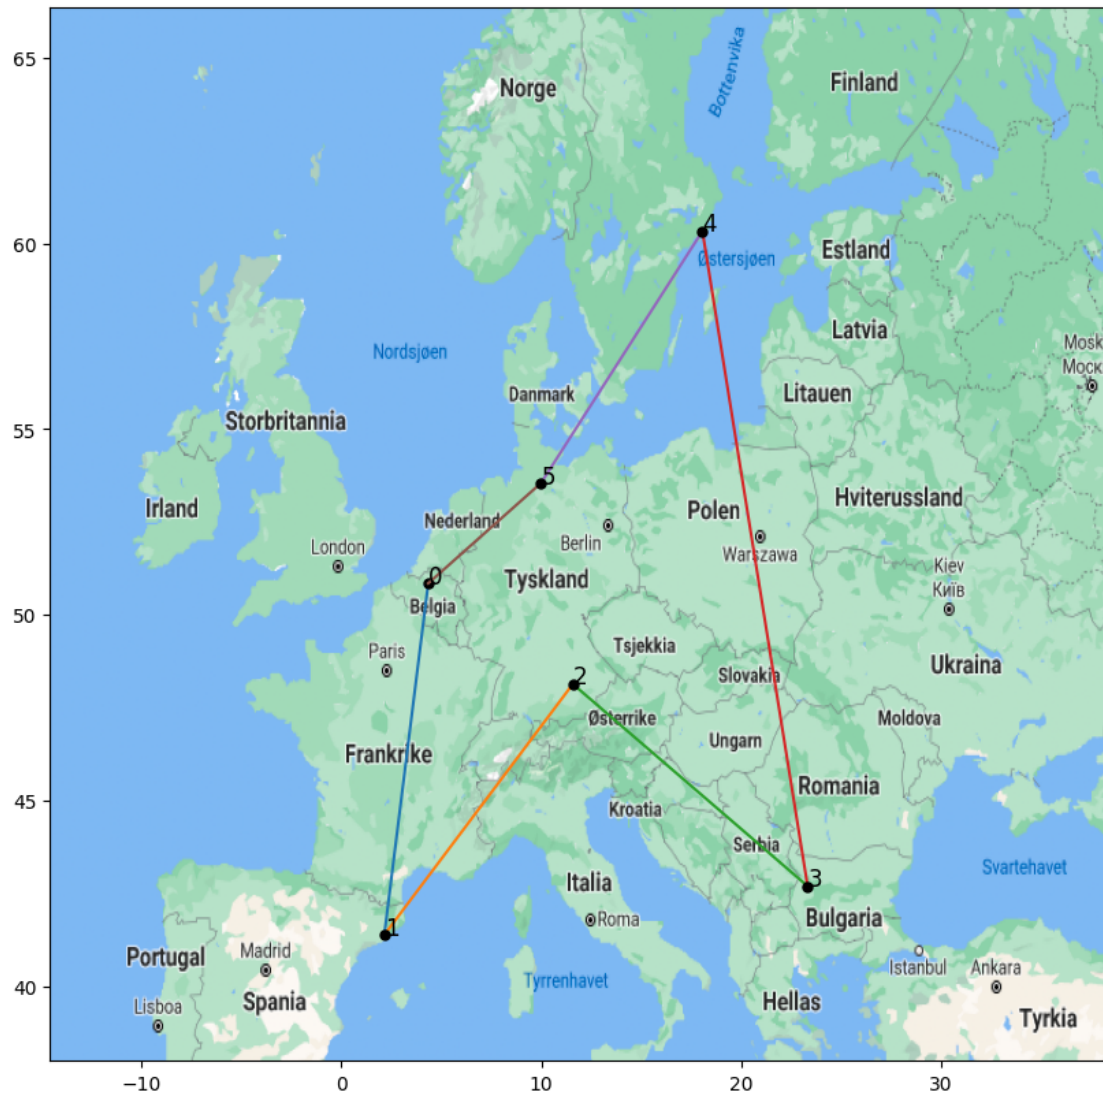 65
60
55
50
45
40
−10
0
10
20
30
Norge
Finland
Bottenvika
4
Østersjøen
Estland
Latvia
Nordsjøen
Mosk
Моск
Danmark
Litauen
Storbritannia
5
Irland
Nederland
Polen
Hviterussland
London
Berlin
Warszawa
Kiev
Київ
0
Tyskland
Belgia
Paris
Tsjekkia
Slovakia
Ukraina
2
Østerrike
Moldova
Ungarn
Frankrike
Romania
Kroatia
Serbia
Svartehavet
3
Italia
Bulgaria
1
Roma
Portugal
Madrid
Istanbul
Ankara
Tyrrenhavet
Lisboa
Spania
Hellas
Tyrkia